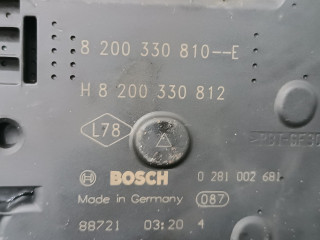 8 200 330 810--E
H 8 200 330 812
L78
BOSCH 0 281 002 681
Made in Germany 087
88721 03:20 4